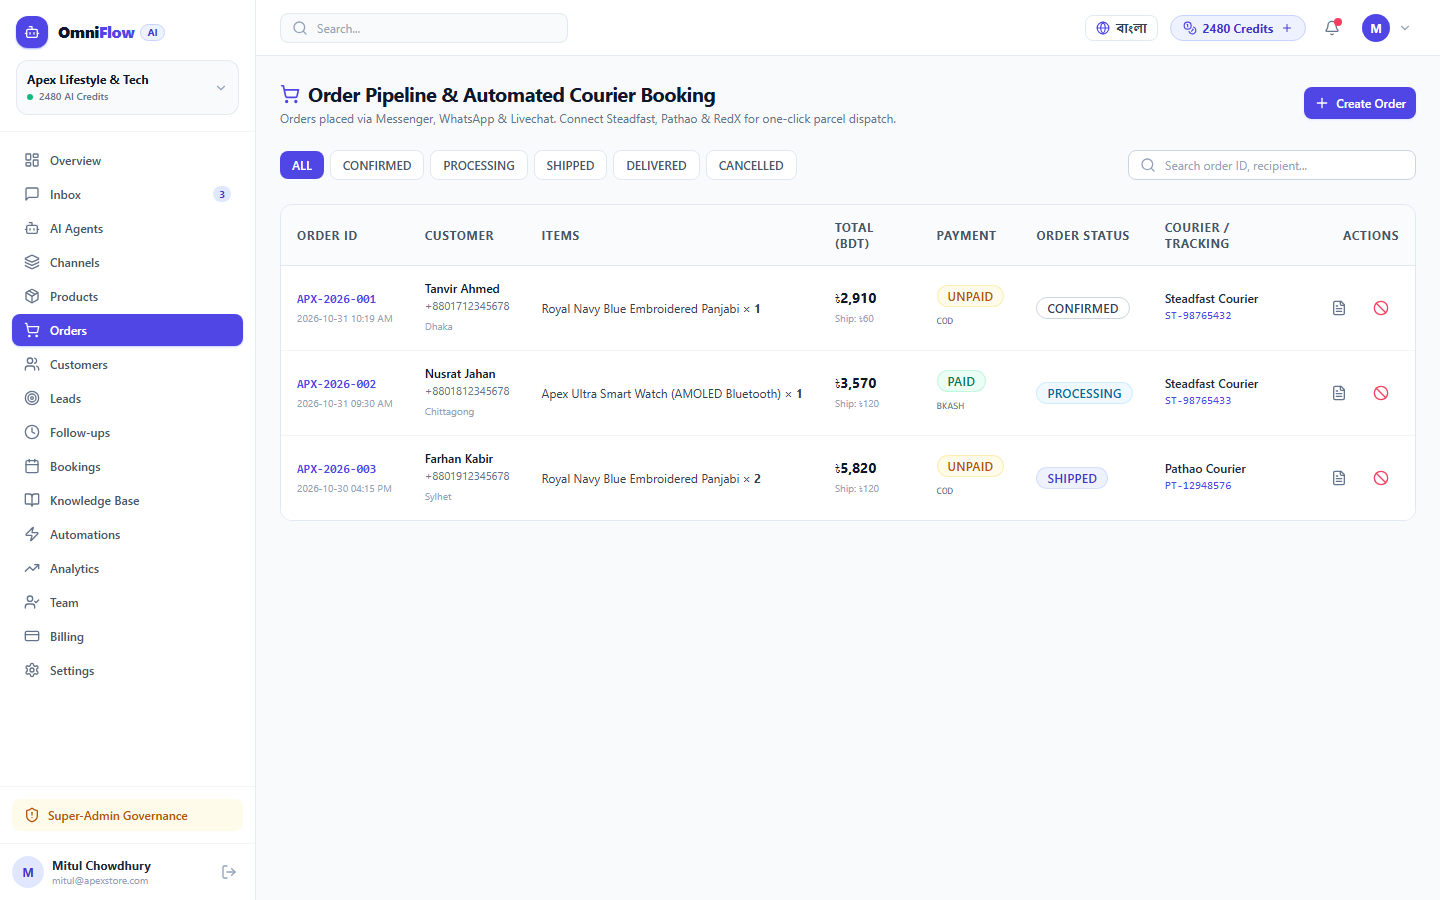 OmniFlow AI
Apex Lifestyle & Tech
2480 AI Credits
Overview
Inbox 3
AI Agents
Channels
Products
Orders
Customers
Leads
Follow-ups
Bookings
Knowledge Base
Automations
Analytics
Team
Billing
Settings
Super-Admin Governance
M Mitul Chowdhury
mitul@apexstore.com
Search...
বাংলা
2480 Credits +
M
Order Pipeline & Automated Courier Booking
Orders placed via Messenger, WhatsApp & Livechat. Connect Steadfast, Pathao & RedX for one-click parcel dispatch.
+ Create Order
ALL CONFIRMED PROCESSING SHIPPED DELIVERED CANCELLED
Search order ID, recipient...
ORDER ID CUSTOMER ITEMS TOTAL (BDT) PAYMENT ORDER STATUS COURIER / TRACKING ACTIONS
APX-2026-001
2026-10-31 10:19 AM
Tanvir Ahmed
+8801712345678
Dhaka
Royal Navy Blue Embroidered Panjabi × 1
৳2,910
Ship: ৳60
UNPAID
COD
CONFIRMED
Steadfast Courier
ST-98765432
APX-2026-002
2026-10-31 09:30 AM
Nusrat Jahan
+8801812345678
Chittagong
Apex Ultra Smart Watch (AMOLED Bluetooth) × 1
৳3,570
Ship: ৳120
PAID
BKASH
PROCESSING
Steadfast Courier
ST-98765433
APX-2026-003
2026-10-30 04:15 PM
Farhan Kabir
+8801912345678
Sylhet
Royal Navy Blue Embroidered Panjabi × 2
৳5,820
Ship: ৳120
UNPAID
COD
SHIPPED
Pathao Courier
PT-12948576